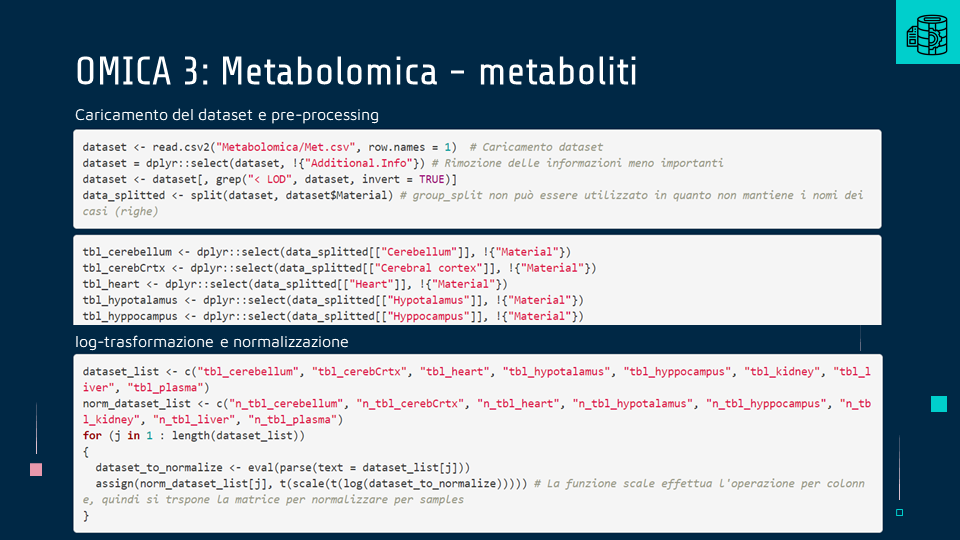 OMICA 3: Metabolomica - metaboliti
Caricamento del dataset e pre-processing
dataset <- read.csv2("Metabolomica/Met.csv", row.names = 1)  # Caricamento dataset
dataset = dplyr::select(dataset, !{"Additional.Info"}) # Rimozione delle informazioni meno importanti
dataset <- dataset[, grep("< LOD", dataset, invert = TRUE)]
data_splitted <- split(dataset, dataset$Material) # group_split non può essere utilizzato in quanto non mantiene i nomi dei
casi (righe)
tbl_cerebellum <- dplyr::select(data_splitted[["Cerebellum"]], !{"Material"})
tbl_cerebCrtx <- dplyr::select(data_splitted[["Cerebral cortex"]], !{"Material"})
tbl_heart <- dplyr::select(data_splitted[["Heart"]], !{"Material"})
tbl_hypotalamus <- dplyr::select(data_splitted[["Hypotalamus"]], !{"Material"})
tbl_hyppocampus <- dplyr::select(data_splitted[["Hyppocampus"]], !{"Material"})
log-trasformazione e normalizzazione
dataset_list <- c("tbl_cerebellum", "tbl_cerebCrtx", "tbl_heart", "tbl_hypotalamus", "tbl_hyppocampus", "tbl_kidney", "tbl_l
iver", "tbl_plasma")
norm_dataset_list <- c("n_tbl_cerebellum", "n_tbl_cerebCrtx", "n_tbl_heart", "n_tbl_hypotalamus", "n_tbl_hyppocampus", "n_tb
l_kidney", "n_tbl_liver", "n_tbl_plasma")
for (j in 1 : length(dataset_list))
{
  dataset_to_normalize <- eval(parse(text = dataset_list[j]))
  assign(norm_dataset_list[j], t(scale(t(log(dataset_to_normalize))))) # La funzione scale effettua l'operazione per colonn
e, quindi si trspone la matrice per normalizzare per samples
}